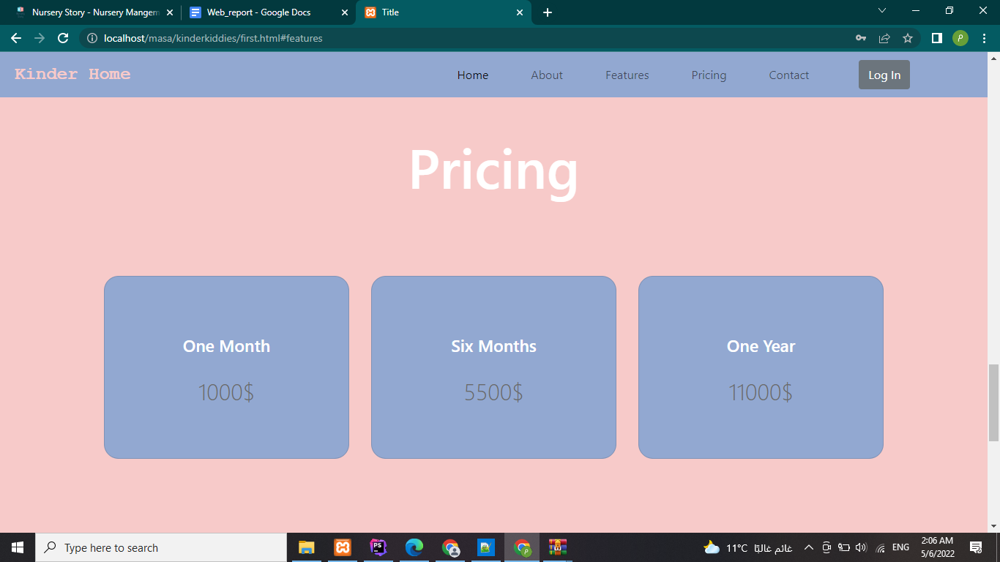 Nursery Story - Nursery Mangem
Web_report - Google Docs
Title
localhost/masa/kinderkiddies/first.html#features
P
Kinder Home
Home About Features Pricing Contact Log In
Pricing
One Month
1000$
Six Months
5500$
One Year
11000$
Type here to search
PS
P
11°C غائم غالبًا
ENG
2:06 AM
5/6/2022